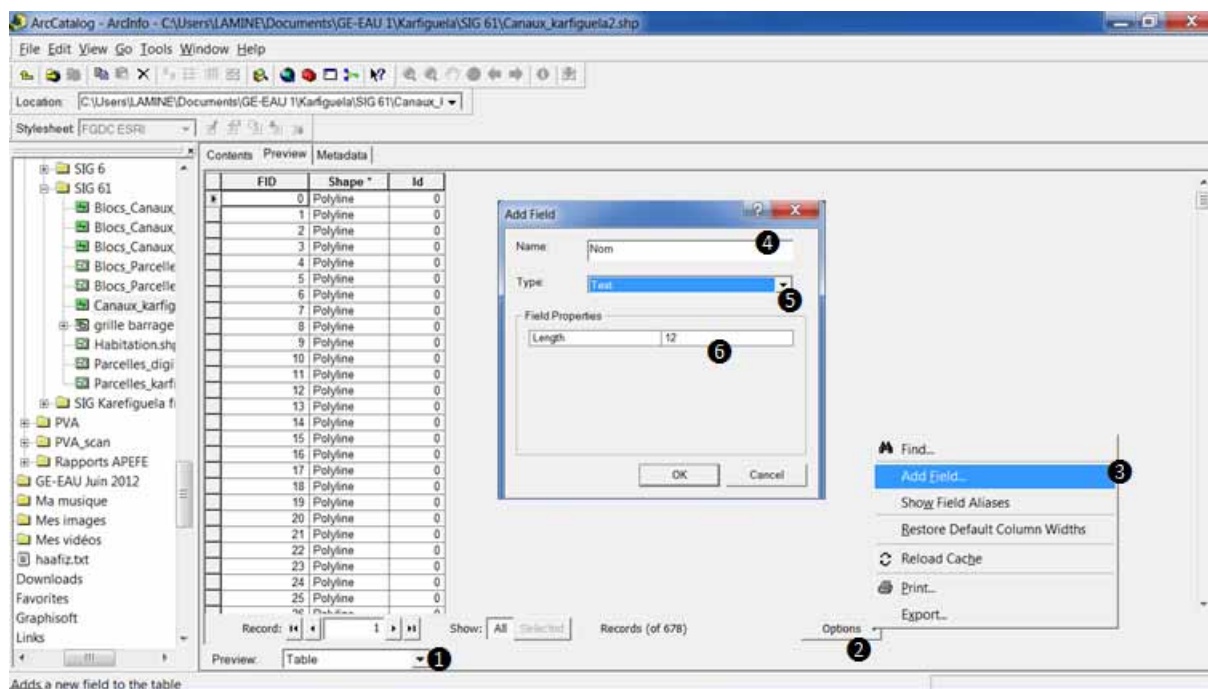 ArcCatalog - ArcInfo - C:\Users\LAMINE\Documents\GE-EAU 1\Karfiguela\SIG 61\Canaux_karfiguela2.shp
File Edit View Go Tools Window Help
Location: C:\Users\LAMINE\Documents\GE-EAU 1\Karfiguela\SIG 61\Canaux_
Stylesheet: FGDC ESRI
SIG 6
SIG 61
Blocs_Canaux_
Blocs_Canaux_
Blocs_Canaux_
Blocs_Parcelle
Blocs_Parcelle
Canaux_karfig
grille barrage
Habitation.shp
Parcelles_digi
Parcelles_karfi
SIG Karefiguela fi
PVA
PVA_scan
Rapports APEFE
GE-EAU Juin 2012
Ma musique
Mes images
Mes vidéos
haafiz.txt
Downloads
Favorites
Graphisoft
Links
Contents Preview Metadata
FID Shape * Id
0 Polyline 0
1 Polyline 0
2 Polyline 0
3 Polyline 0
4 Polyline 0
5 Polyline 0
6 Polyline 0
7 Polyline 0
8 Polyline 0
9 Polyline 0
10 Polyline 0
11 Polyline 0
12 Polyline 0
13 Polyline 0
14 Polyline 0
15 Polyline 0
16 Polyline 0
17 Polyline 0
18 Polyline 0
19 Polyline 0
20 Polyline 0
21 Polyline 0
22 Polyline 0
23 Polyline 0
24 Polyline 0
25 Polyline 0
26 Polyline 0
Add Field
Name: Nom 4
Type: Text 5
Field Properties
Length 12 6
OK Cancel
Find...
Add Field... 3
Show Field Aliases
Restore Default Column Widths
Reload Cache
Print...
Export...
Record: 1 Show: All Selected Records (of 678) Options 2
Preview: Table 1
Adds a new field to the table